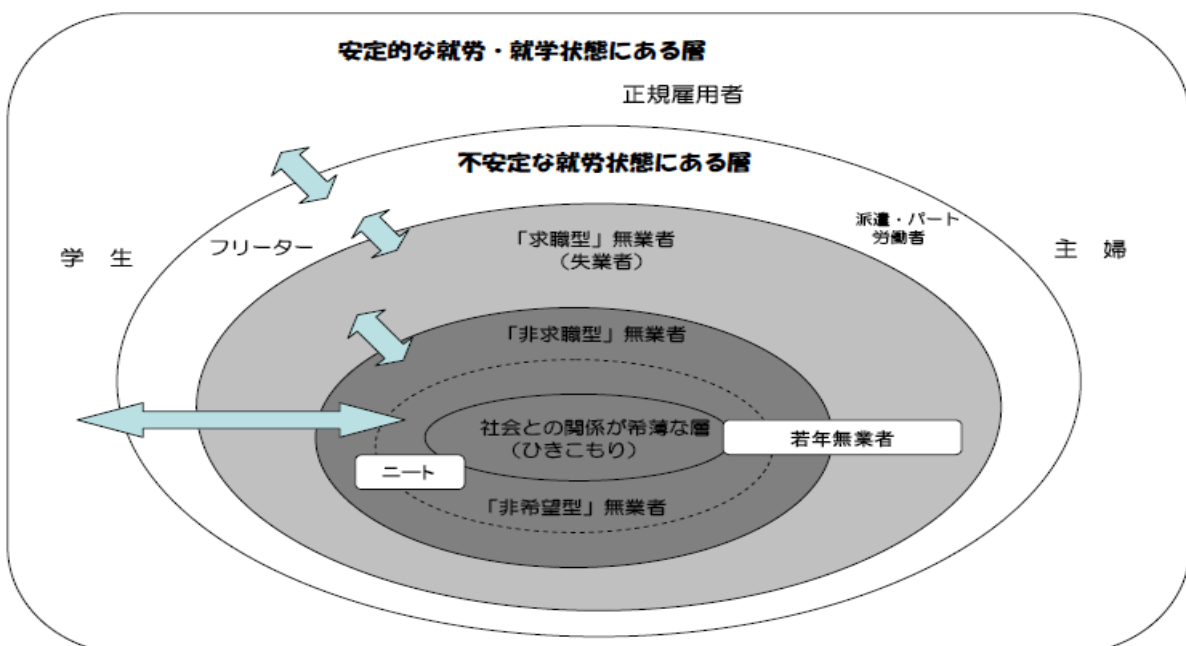 安定的な就労・就学状態にある層
正規雇用者
不安定な就労状態にある層
派遣・パート
労働者
学　生
フリーター
「求職型」無業者
（失業者）
主　婦
「非求職型」無業者
社会との関係が希薄な層
（ひきこもり）
若年無業者
ニート
「非希望型」無業者